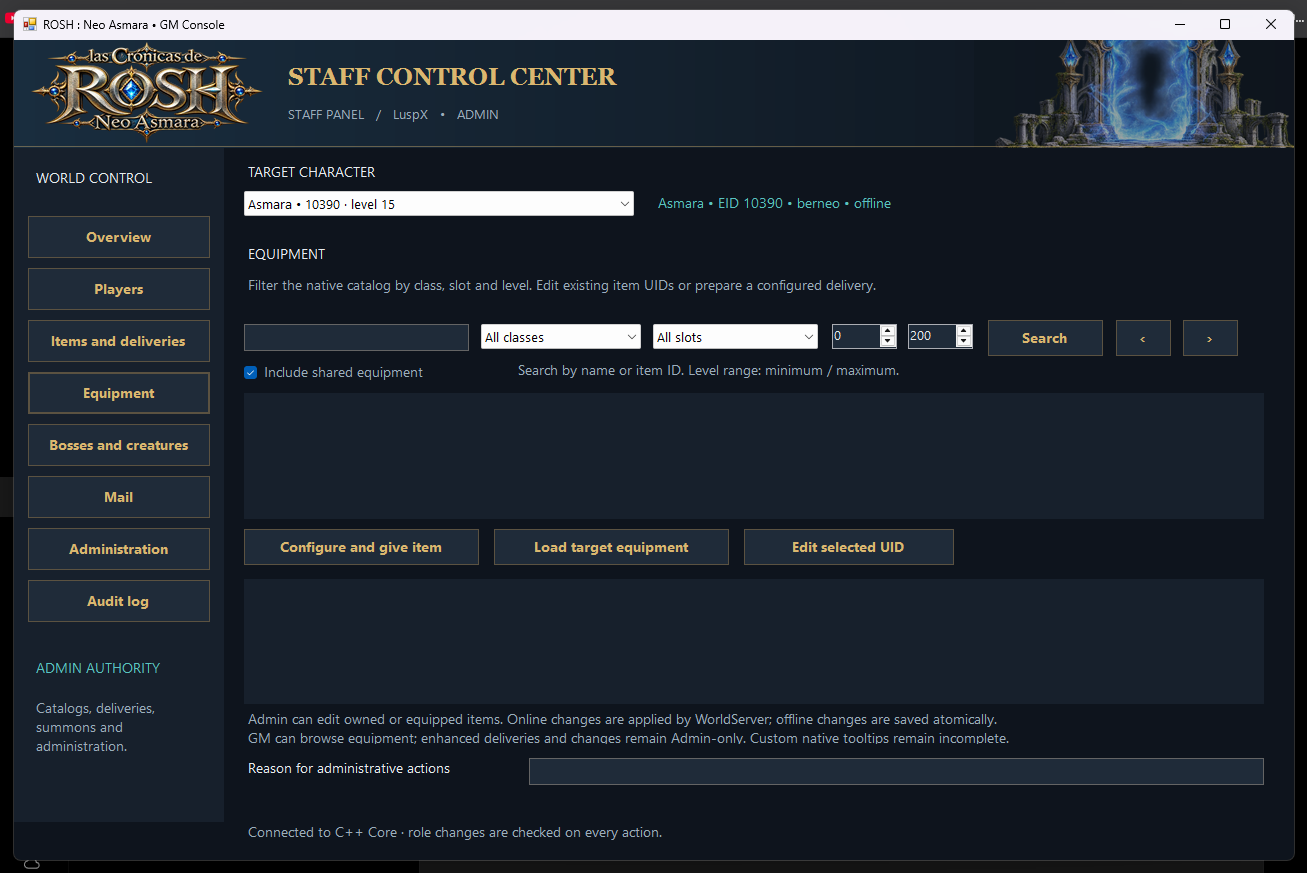 ROSH : Neo Asmara • GM Console
las Crónicas de
ROSH
Neo Asmara
STAFF CONTROL CENTER
STAFF PANEL / LuspX • ADMIN
WORLD CONTROL
Overview
Players
Items and deliveries
Equipment
Bosses and creatures
Mail
Administration
Audit log
ADMIN AUTHORITY
Catalogs, deliveries,
summons and
administration.
TARGET CHARACTER
Asmara • 10390 · level 15
Asmara • EID 10390 • berneo • offline
EQUIPMENT
Filter the native catalog by class, slot and level. Edit existing item UIDs or prepare a configured delivery.
All classes
All slots
0
200
Search
‹
›
Include shared equipment
Search by name or item ID. Level range: minimum / maximum.
Configure and give item
Load target equipment
Edit selected UID
Admin can edit owned or equipped items. Online changes are applied by WorldServer; offline changes are saved atomically.
GM can browse equipment; enhanced deliveries and changes remain Admin-only. Custom native tooltips remain incomplete.
Reason for administrative actions
Connected to C++ Core · role changes are checked on every action.